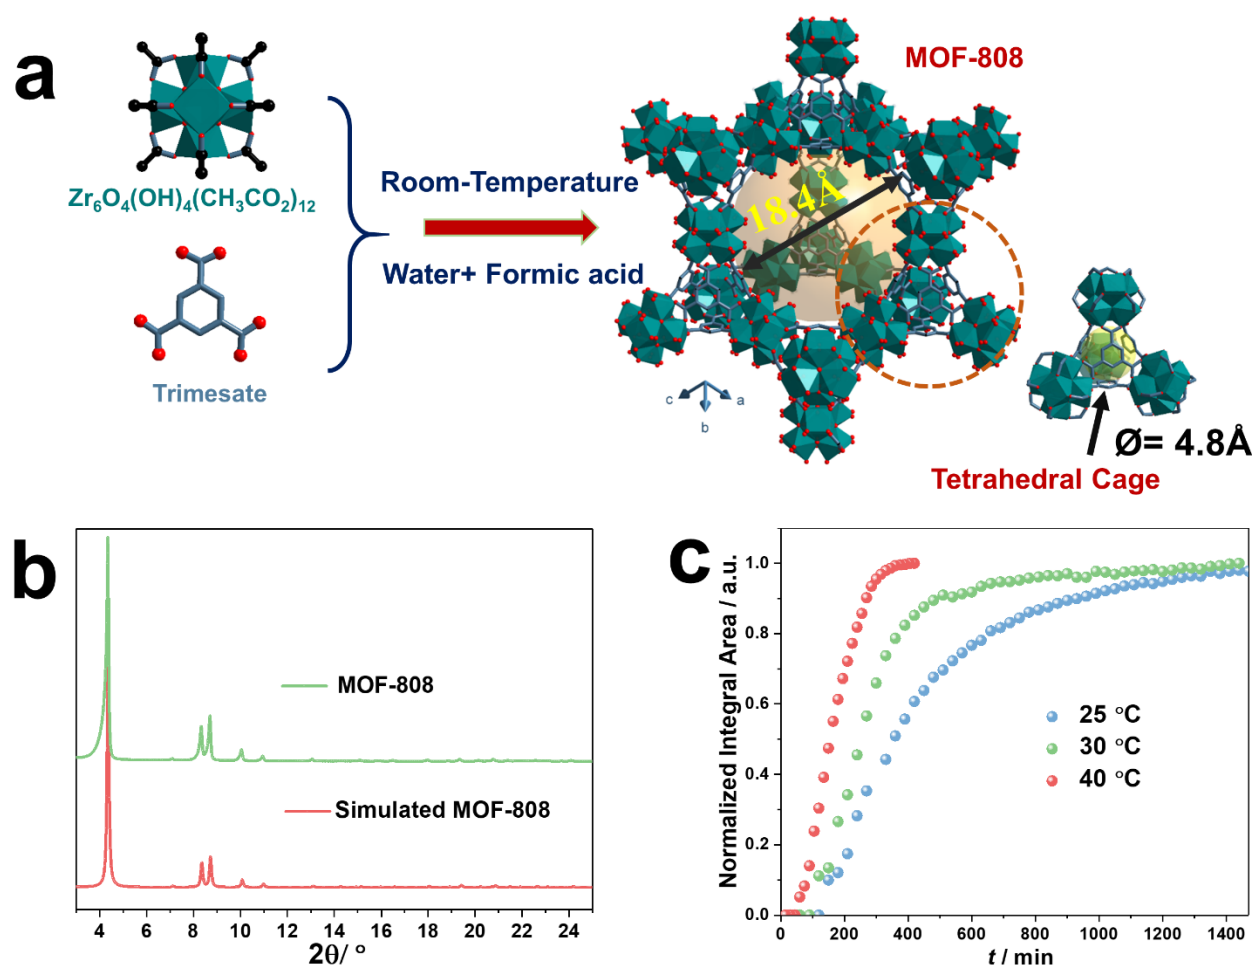 a
MOF-808
Zr6O4(OH)4(CH3CO2)12
Room-Temperature
Water+ Formic acid
18.4Å
Trimesate
c
a
b
Ø= 4.8Å
Tetrahedral Cage
b
MOF-808
Simulated MOF-808
4 6 8 10 12 14 16 18 20 22 24
2θ/ °
c
Normalized Integral Area / a.u.
1.0
0.8
0.6
0.4
0.2
0.0
25 °C
30 °C
40 °C
0 200 400 600 800 1000 1200 1400
t / min